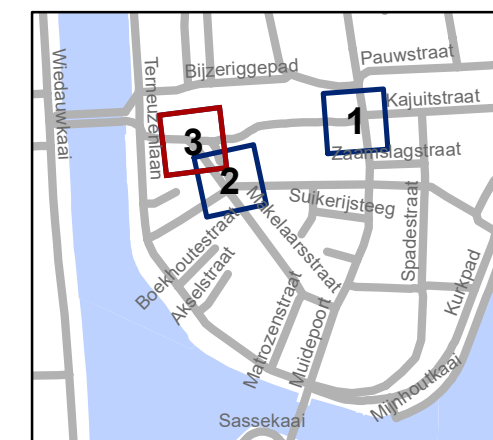 Pauwstraat
Bijzeriggepad
Wiedauwkaai
Terneuzenlaan
Kajuitstraat
1
3
Zaamslagstraat
2
Makelaarsstraat
Suikerijsteeg
Spadestraat
Boekhoutestraat
Akselstraat
Kurkpad
Matrozenstraat
Muidepoort
Mijnhoutkaai
Sassekaai